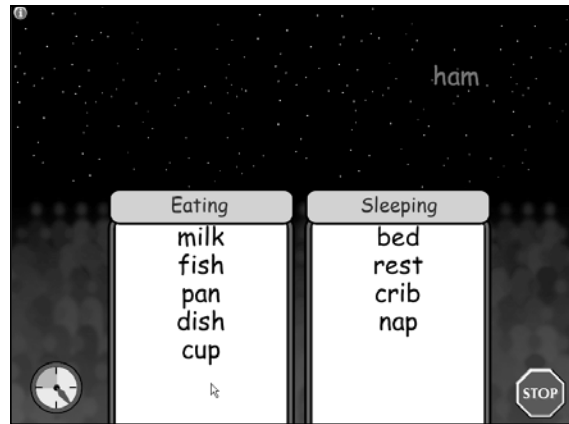 ham
Eating
milk
fish
pan
dish
cup
Sleeping
bed
rest
crib
nap
STOP